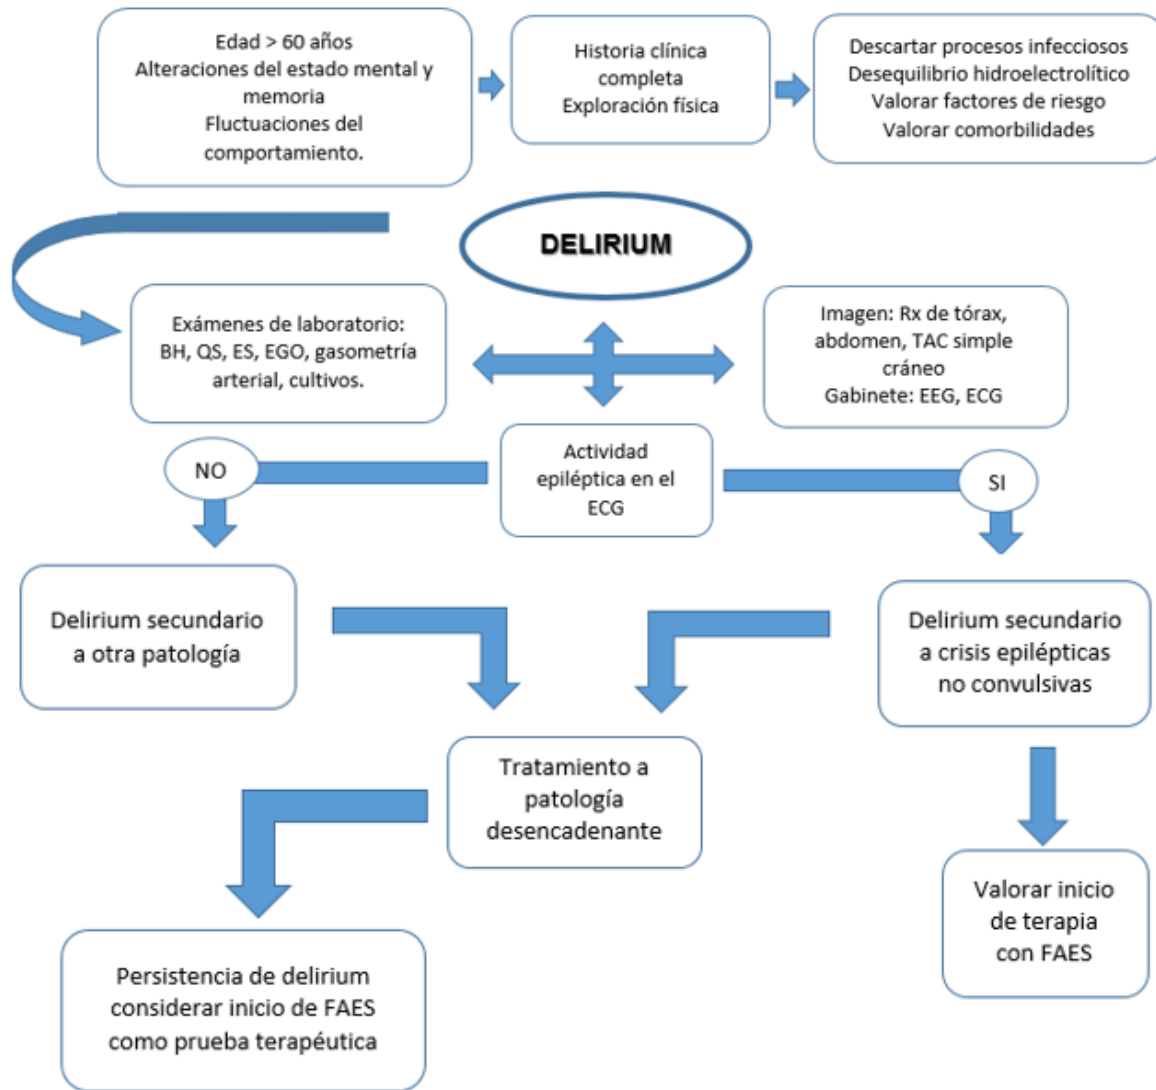 Edad > 60 años
Alteraciones del estado mental y
memoria
Fluctuaciones del
comportamiento.
Historia clínica
completa
Exploración física
Descartar procesos infecciosos
Desequilibrio hidroelectrolítico
Valorar factores de riesgo
Valorar comorbilidades
DELIRIUM
Exámenes de laboratorio:
BH, QS, ES, EGO, gasometría
arterial, cultivos.
Imagen: Rx de tórax,
abdomen, TAC simple
cráneo
Gabinete: EEG, ECG
Actividad
epiléptica en el
ECG
NO
SI
Delirium secundario
a otra patología
Delirium secundario
a crisis epilépticas
no convulsivas
Tratamiento a
patología
desencadenante
Valorar inicio
de terapia
con FAES
Persistencia de delirium
considerar inicio de FAES
como prueba terapéutica